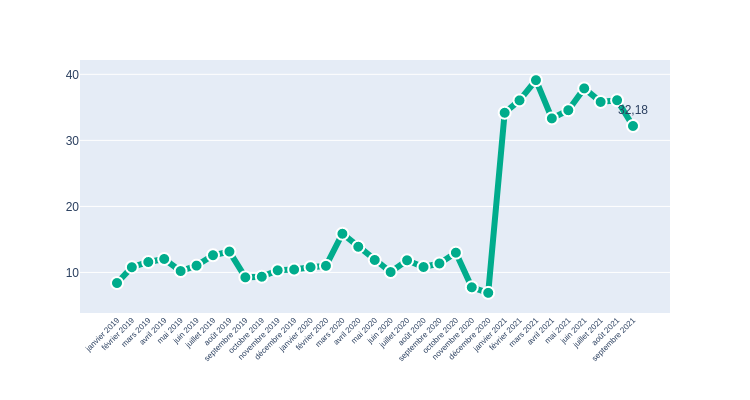 40
30
20
10
32,18
janvier 2019
février 2019
mars 2019
avril 2019
mai 2019
juin 2019
juillet 2019
août 2019
septembre 2019
octobre 2019
novembre 2019
décembre 2019
janvier 2020
février 2020
mars 2020
avril 2020
mai 2020
juin 2020
juillet 2020
août 2020
septembre 2020
octobre 2020
novembre 2020
décembre 2020
janvier 2021
février 2021
mars 2021
avril 2021
mai 2021
juin 2021
juillet 2021
août 2021
septembre 2021